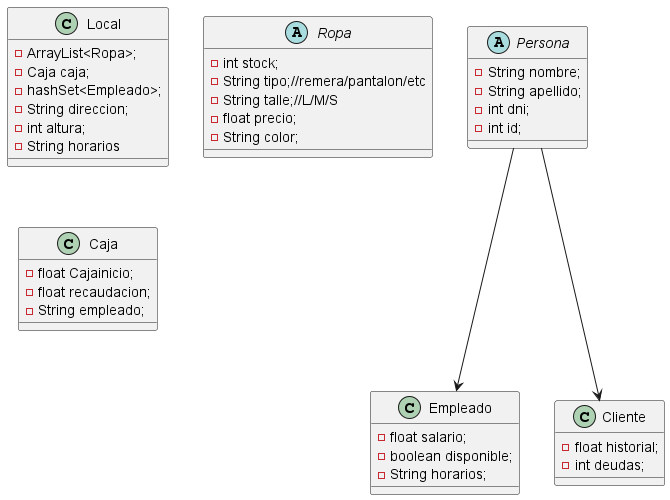 C Local
ArrayList<Ropa>;
Caja caja;
hashSet<Empleado>;
String direccion;
int altura;
String horarios
A Ropa
int stock;
String tipo;//remera/pantalon/etc
String talle;//L/M/S
float precio;
String color;
A Persona
String nombre;
String apellido;
int dni;
int id;
C Caja
float Cajainicio;
float recaudacion;
String empleado;
C Empleado
float salario;
boolean disponible;
String horarios;
C Cliente
float historial;
int deudas;